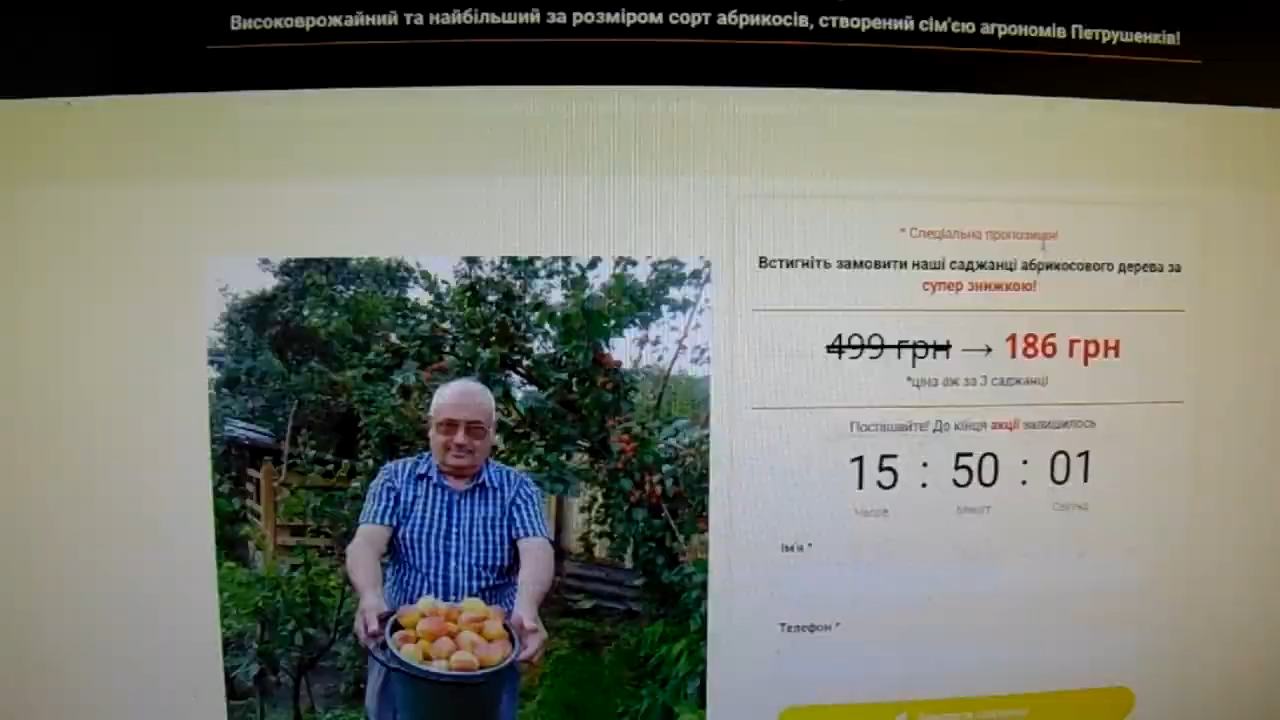 Високоврожайний та найбільший за розміром сорт абрикосів, створений сім'єю агрономів Петрушенків!
* Спеціальна пропозиція!
Встигніть замовити наші саджанці абрикосового дерева за
супер знижкою!
499 грн → 186 грн
*ціна аж за 3 саджанці
Поспішайте! До кінця акції залишилось
15 : 50 : 01
Ім'я *
Телефон *